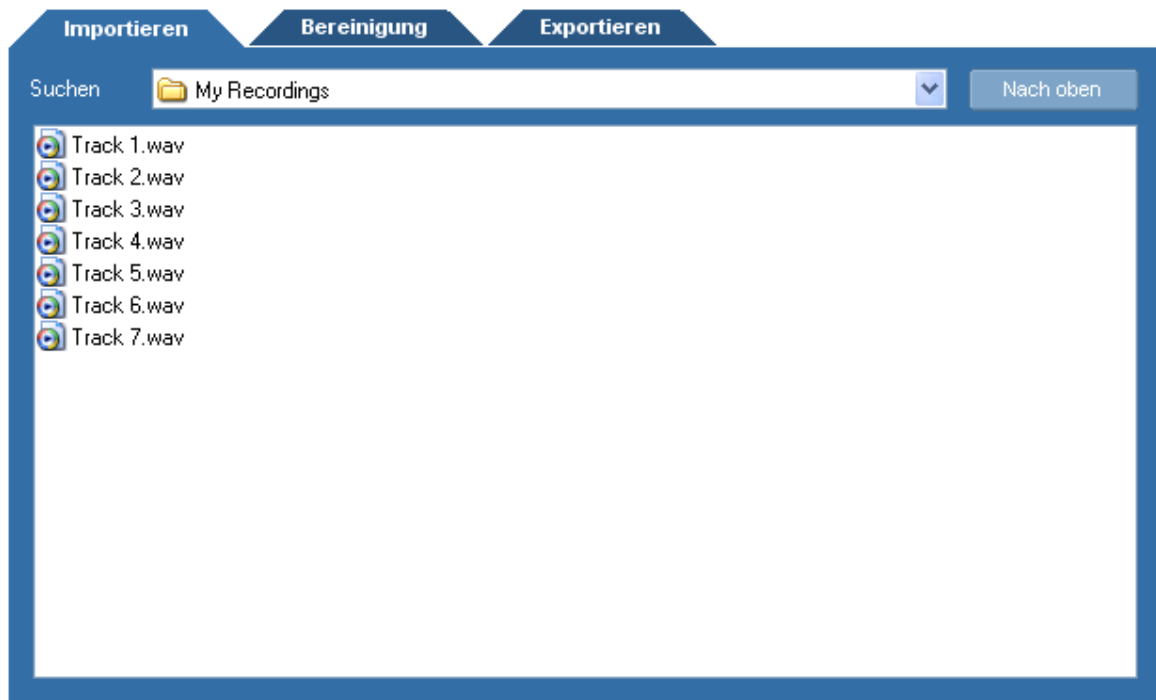 Importieren Bereinigung Exportieren
Suchen My Recordings Nach oben
Track 1.wav
Track 2.wav
Track 3.wav
Track 4.wav
Track 5.wav
Track 6.wav
Track 7.wav